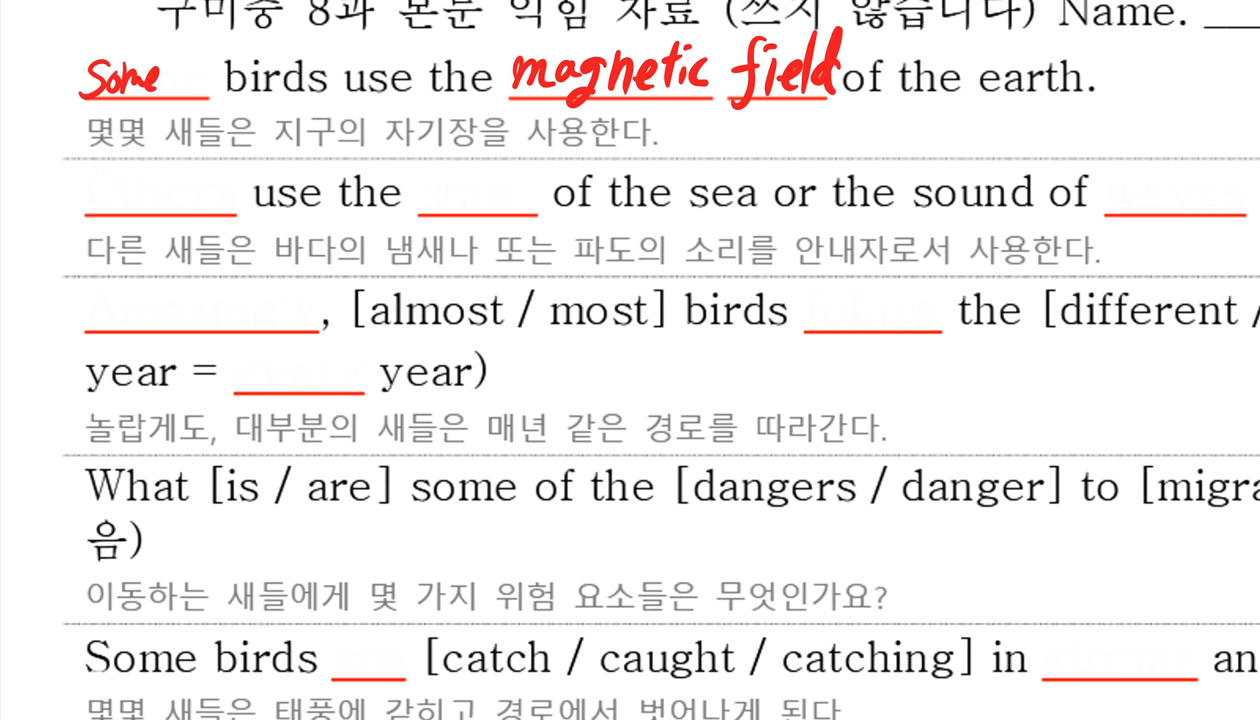 구미중 8과 본문 익힘 자료 (쓰지 않습니다) Name.
Some birds use the magnetic field of the earth.
몇몇 새들은 지구의 자기장을 사용한다.
use the of the sea or the sound of
다른 새들은 바다의 냄새나 또는 파도의 소리를 안내자로서 사용한다.
, [almost / most] birds the [different /
year = year)
놀랍게도, 대부분의 새들은 매년 같은 경로를 따라간다.
What [is / are] some of the [dangers / danger] to [migra
음)
이동하는 새들에게 몇 가지 위험 요소들은 무엇인가요?
Some birds [catch / caught / catching] in an
몇몇 새들은 태풍에 갇히고 경로에서 벗어나게 된다